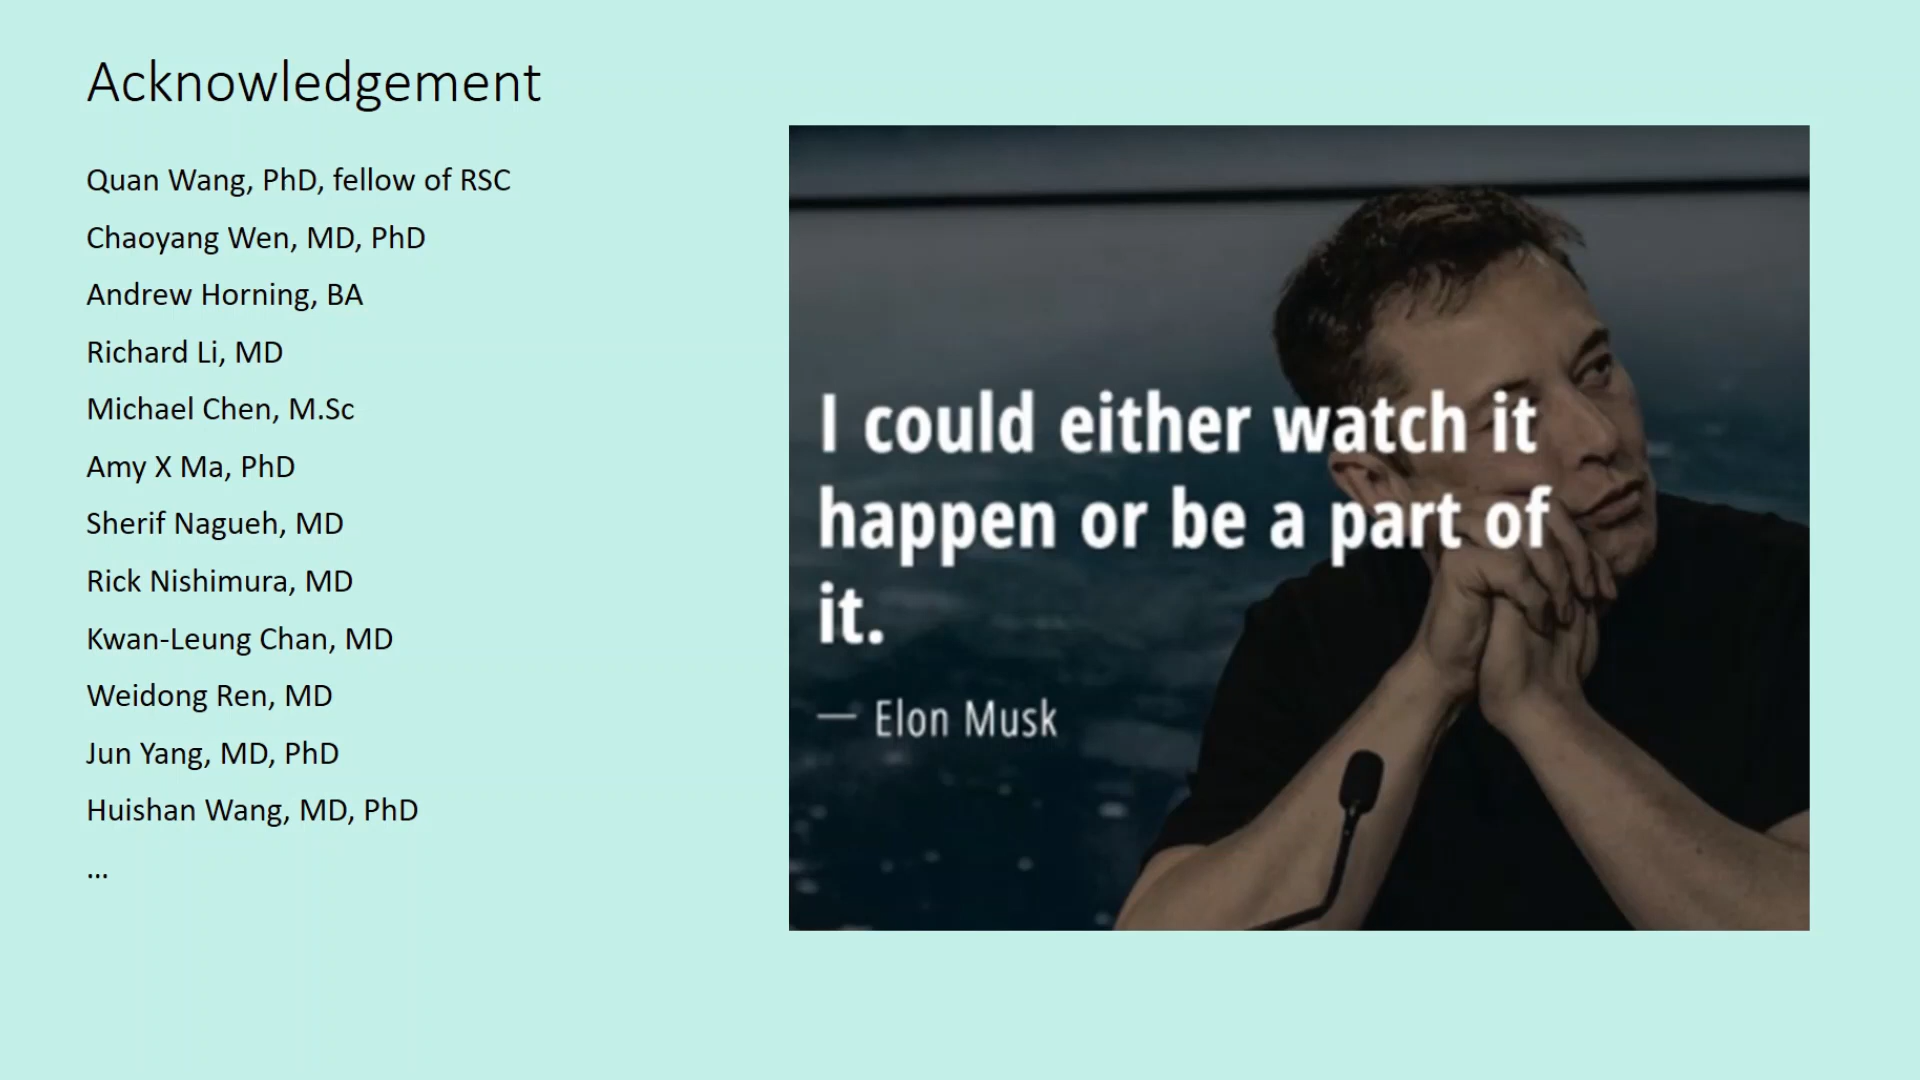 Acknowledgement
Quan Wang, PhD, fellow of RSC
Chaoyang Wen, MD, PhD
Andrew Horning, BA
Richard Li, MD
Michael Chen, M.Sc
Amy X Ma, PhD
Sherif Nagueh, MD
Rick Nishimura, MD
Kwan-Leung Chan, MD
Weidong Ren, MD
Jun Yang, MD, PhD
Huishan Wang, MD, PhD
...
I could either watch it
happen or be a part of
it.
— Elon Musk